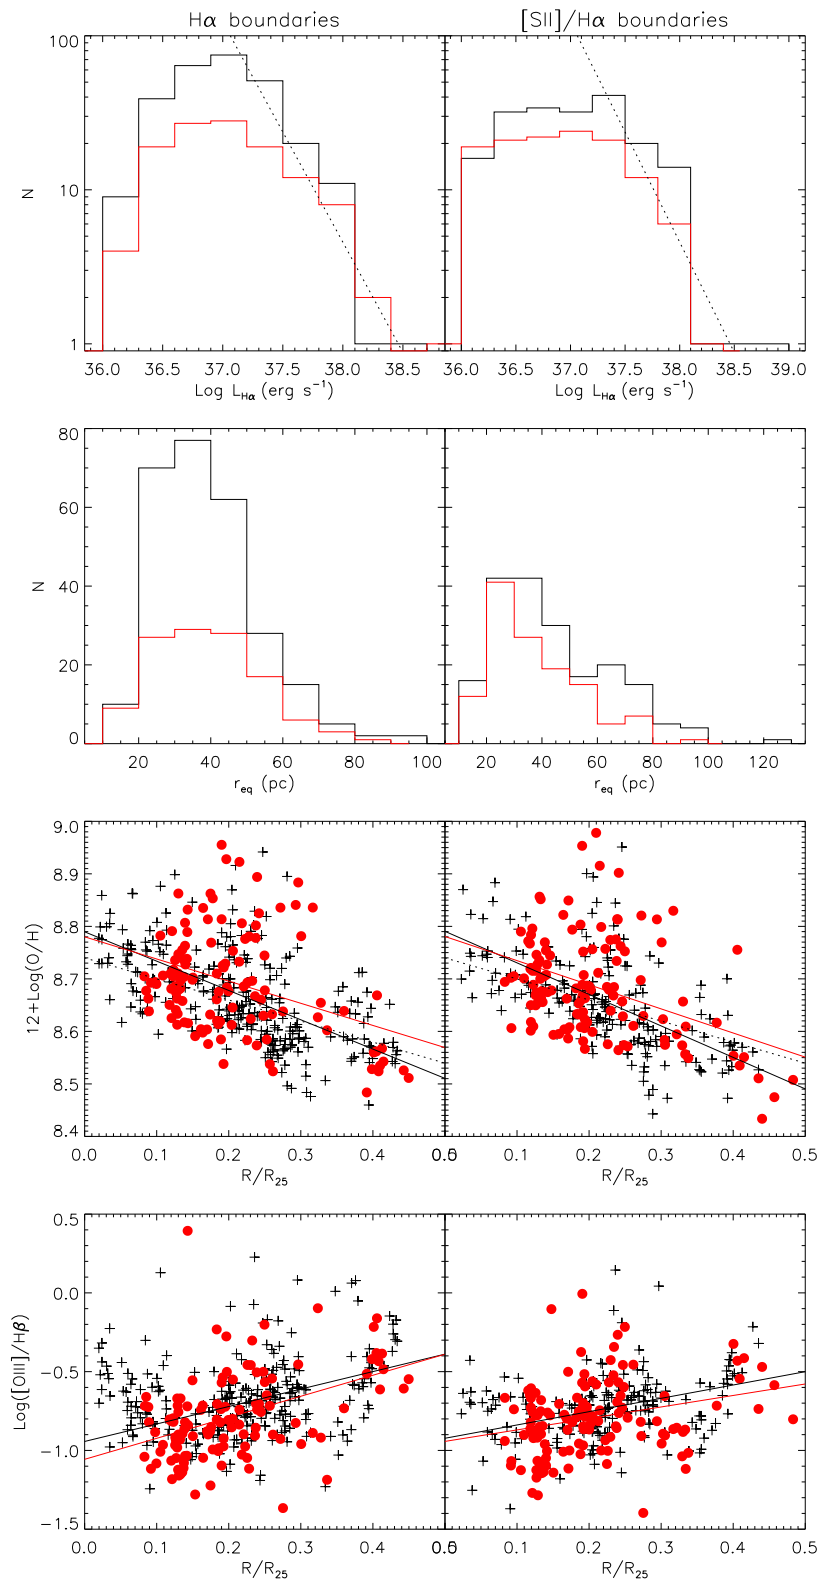 Hα boundaries [SII]/Hα boundaries
100
10
1
N
36.0 36.5 37.0 37.5 38.0 38.5 36.0 36.5 37.0 37.5 38.0 38.5 39.0
Log L_Hα (erg s⁻¹) Log L_Hα (erg s⁻¹)
80
60
40
20
0
N
20 40 60 80 100 20 40 60 80 100 120
r_eq (pc) r_eq (pc)
9.0
8.9
8.8
8.7
8.6
8.5
8.4
12+Log(O/H)
0.0 0.1 0.2 0.3 0.4 0.5 0.0 0.1 0.2 0.3 0.4 0.5
R/R₂₅ R/R₂₅
0.5
0.0
−0.5
−1.0
−1.5
Log([OIII]/Hβ)
0.0 0.1 0.2 0.3 0.4 0.5 0.0 0.1 0.2 0.3 0.4 0.5
R/R₂₅ R/R₂₅